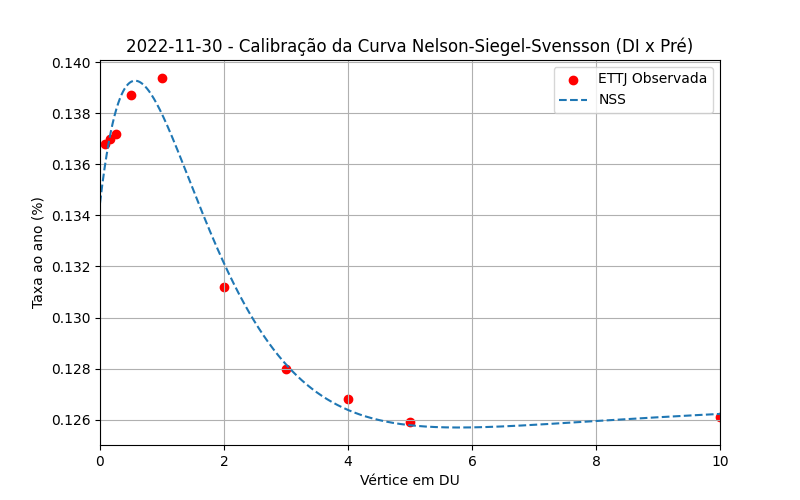 2022-11-30 - Calibração da Curva Nelson-Siegel-Svensson (DI x Pré)
ETTJ Observada
NSS
Taxa ao ano (%)
0.140
0.138
0.136
0.134
0.132
0.130
0.128
0.126
0 2 4 6 8 10
Vértice em DU